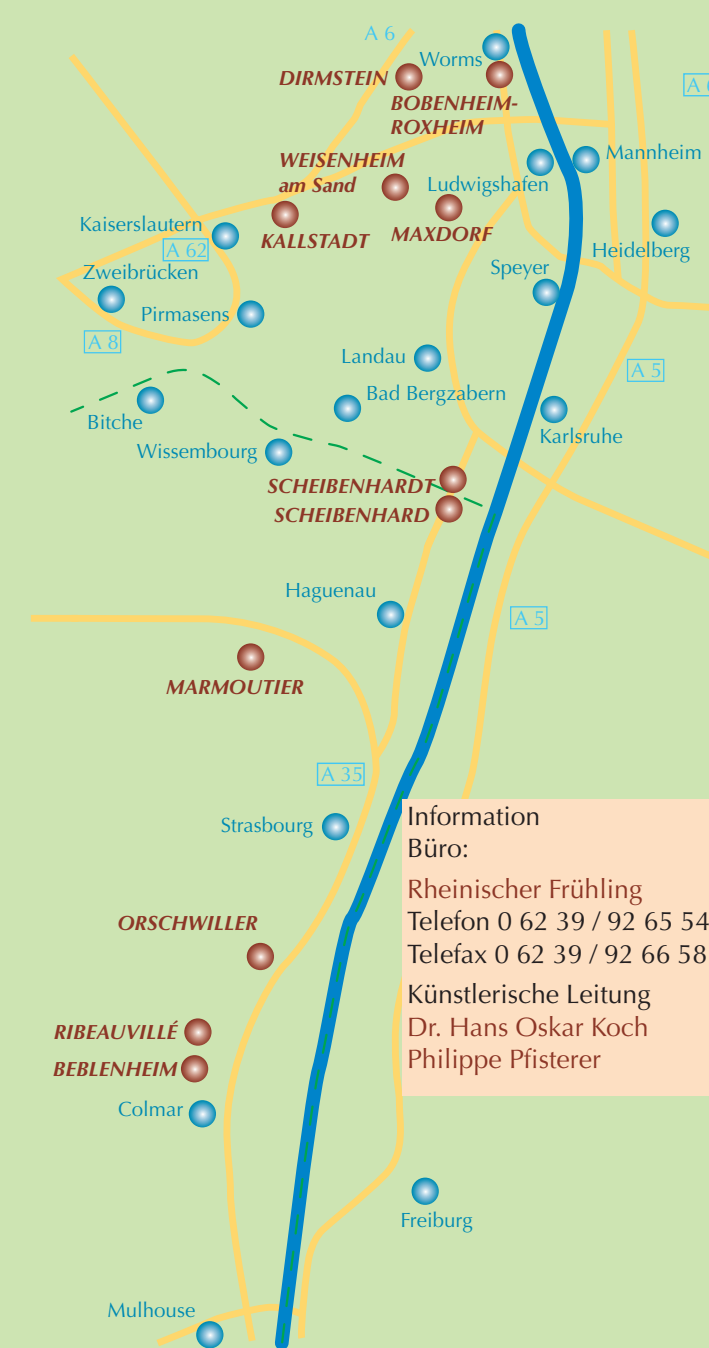 A 6
Worms
DIRMSTEIN
A 6
BOBENHEIM-
ROXHEIM
WEISENHEIM
am Sand
Mannheim
Ludwigshafen
Kaiserslautern
KALLSTADT
MAXDORF
A 62
Heidelberg
Zweibrücken
Speyer
Pirmasens
A 8
Landau
A 5
Bad Bergzabern
Bitche
Karlsruhe
Wissembourg
SCHEIBENHARDT
SCHEIBENHARD
Haguenau
A 5
MARMOUTIER
A 35
Strasbourg
Information
Büro:
Rheinischer Frühling
Telefon 0 62 39 / 92 65 54
Telefax 0 62 39 / 92 66 58
Künstlerische Leitung
Dr. Hans Oskar Koch
Philippe Pfisterer
ORSCHWILLER
RIBEAUVILLÉ
BEBLENHEIM
Colmar
Freiburg
Mulhouse